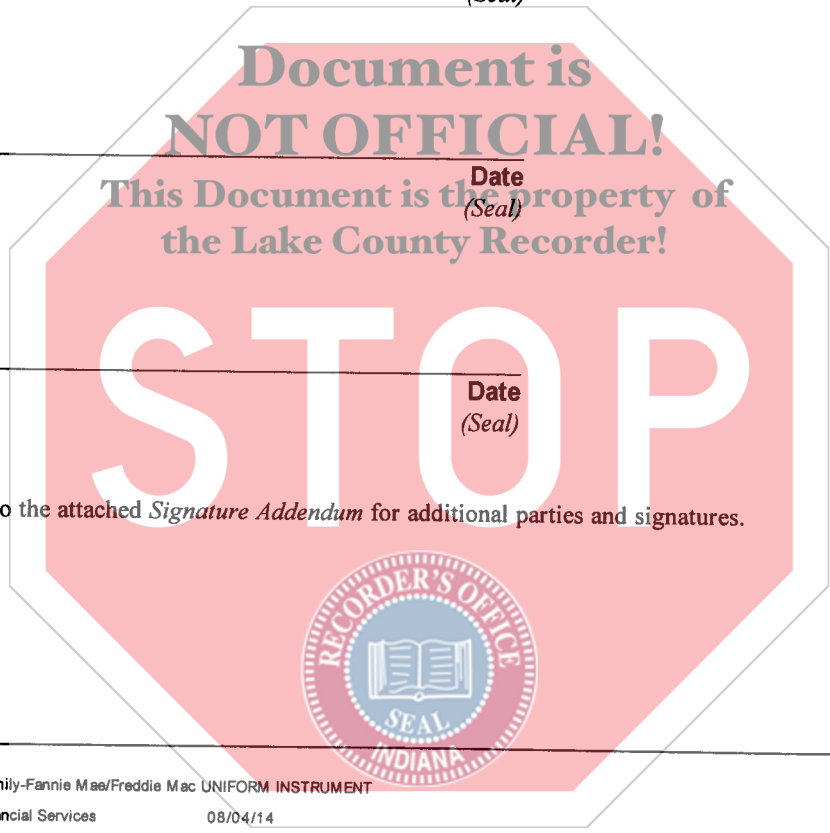 (Seal)
Document is
NOT OFFICIAL!
Date
This Document is the property of
(Seal)
the Lake County Recorder!
STOP
Date
(Seal)
o the attached Signature Addendum for additional parties and signatures.
RECORDER'S OFFICE
SEAL
INDIANA
nily-Fannie Mae/Freddie Mac UNIFORM INSTRUMENT
ncial Services 08/04/14